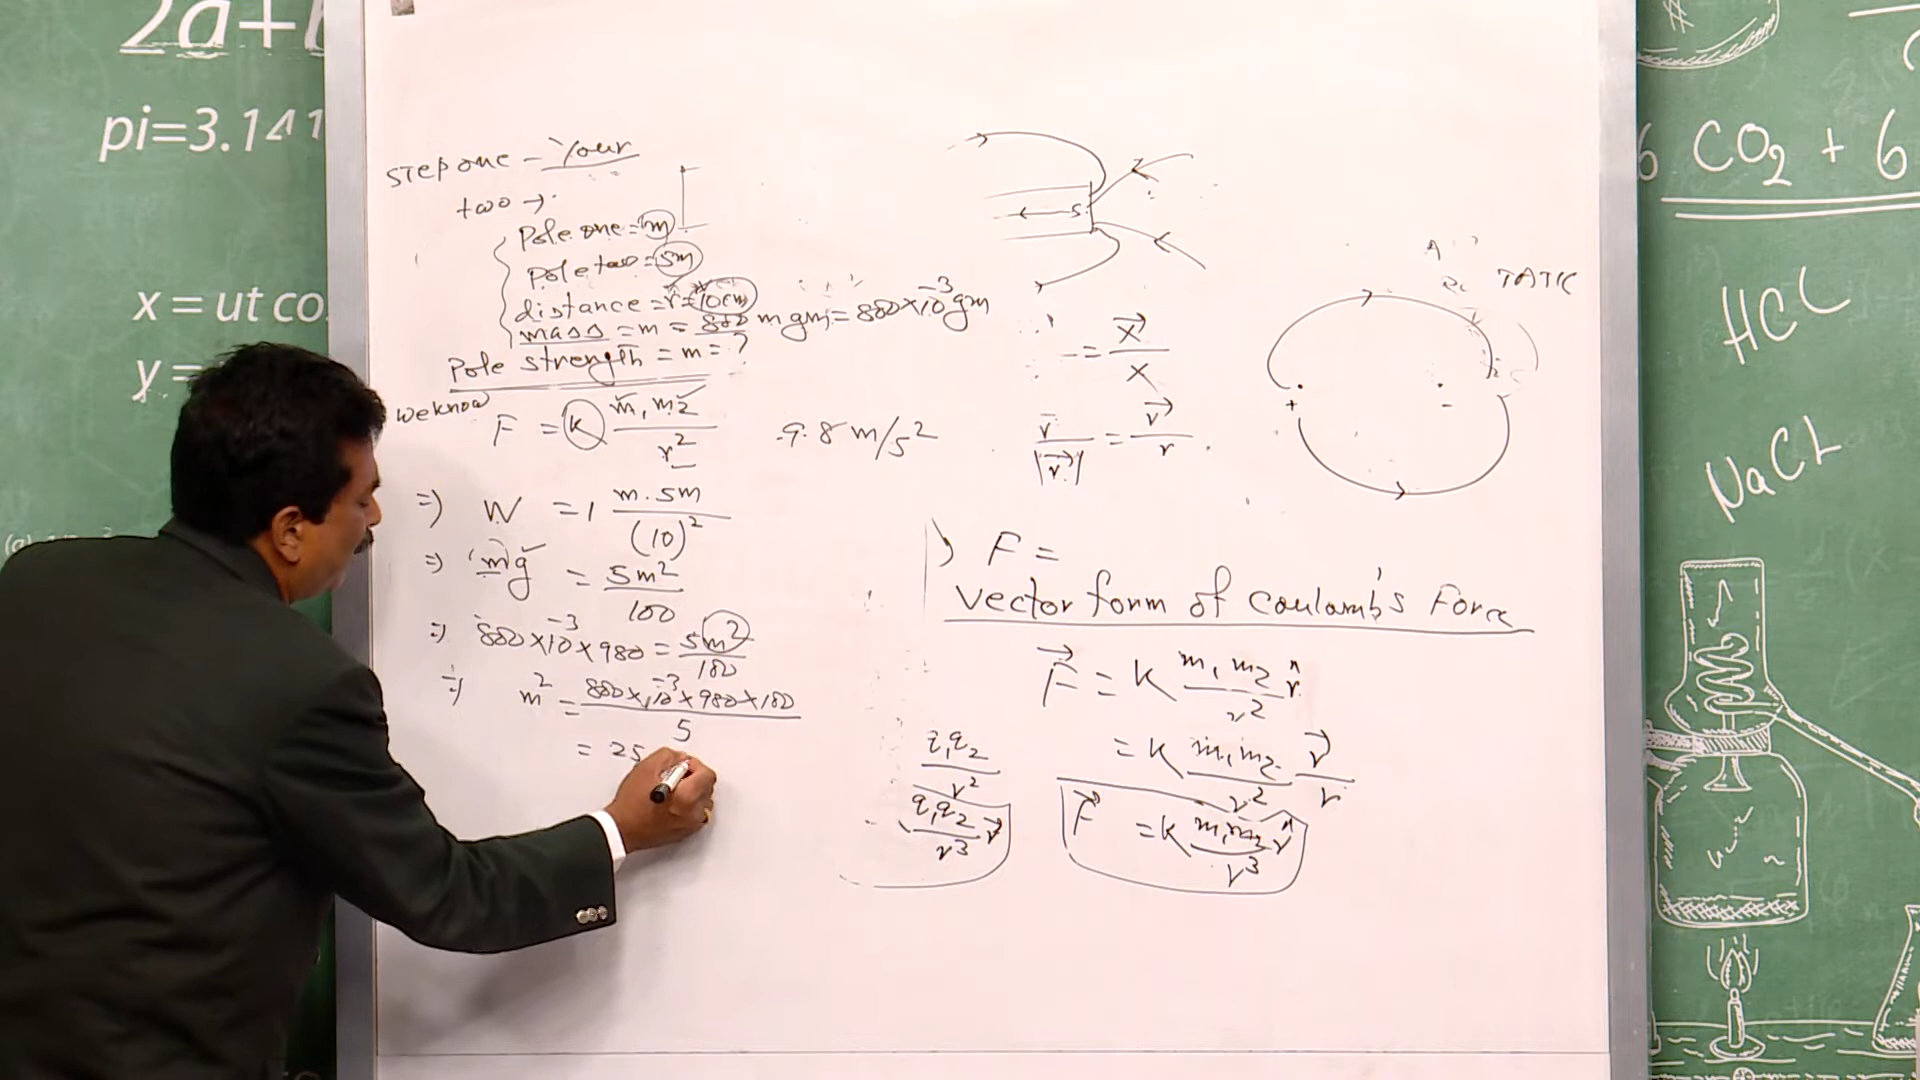 2a+
pi=3.141
x = ut co
y =
Step one - Your
two →
Pole one = m
Pole two = 5m
distance = r = 10cm
mass = m = 800 m gm = 800×10⁻³gm
Pole strength = m = ?
We know
F = k m₁m₂/r²
9.8 m/s²
⇒ W = 1 m.5m/(10)²
⇒ mg = 5m²/100
⇒ 800×10⁻³×980 = 5m²/100
⇒ m² = 800×10⁻³×980×100/5
= 25
S
= x⃗/x
/|r⃗| = r⃗/r
+
-
TATIC
F =
Vector form of Coulomb's Force
F⃗ = K m₁m₂/r² r̂
= K m₁m₂/r² r⃗/r
F⃗ = K m₁m₂/r³ r̂
q₁q₂/r²
q₁q₂/r³ r⃗
6 CO₂ + 6
HCL
NaCL